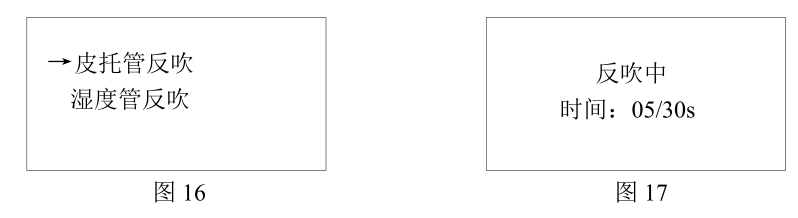 →皮托管反吹
湿度管反吹
图 16
反吹中
时间：05/30s
图 17